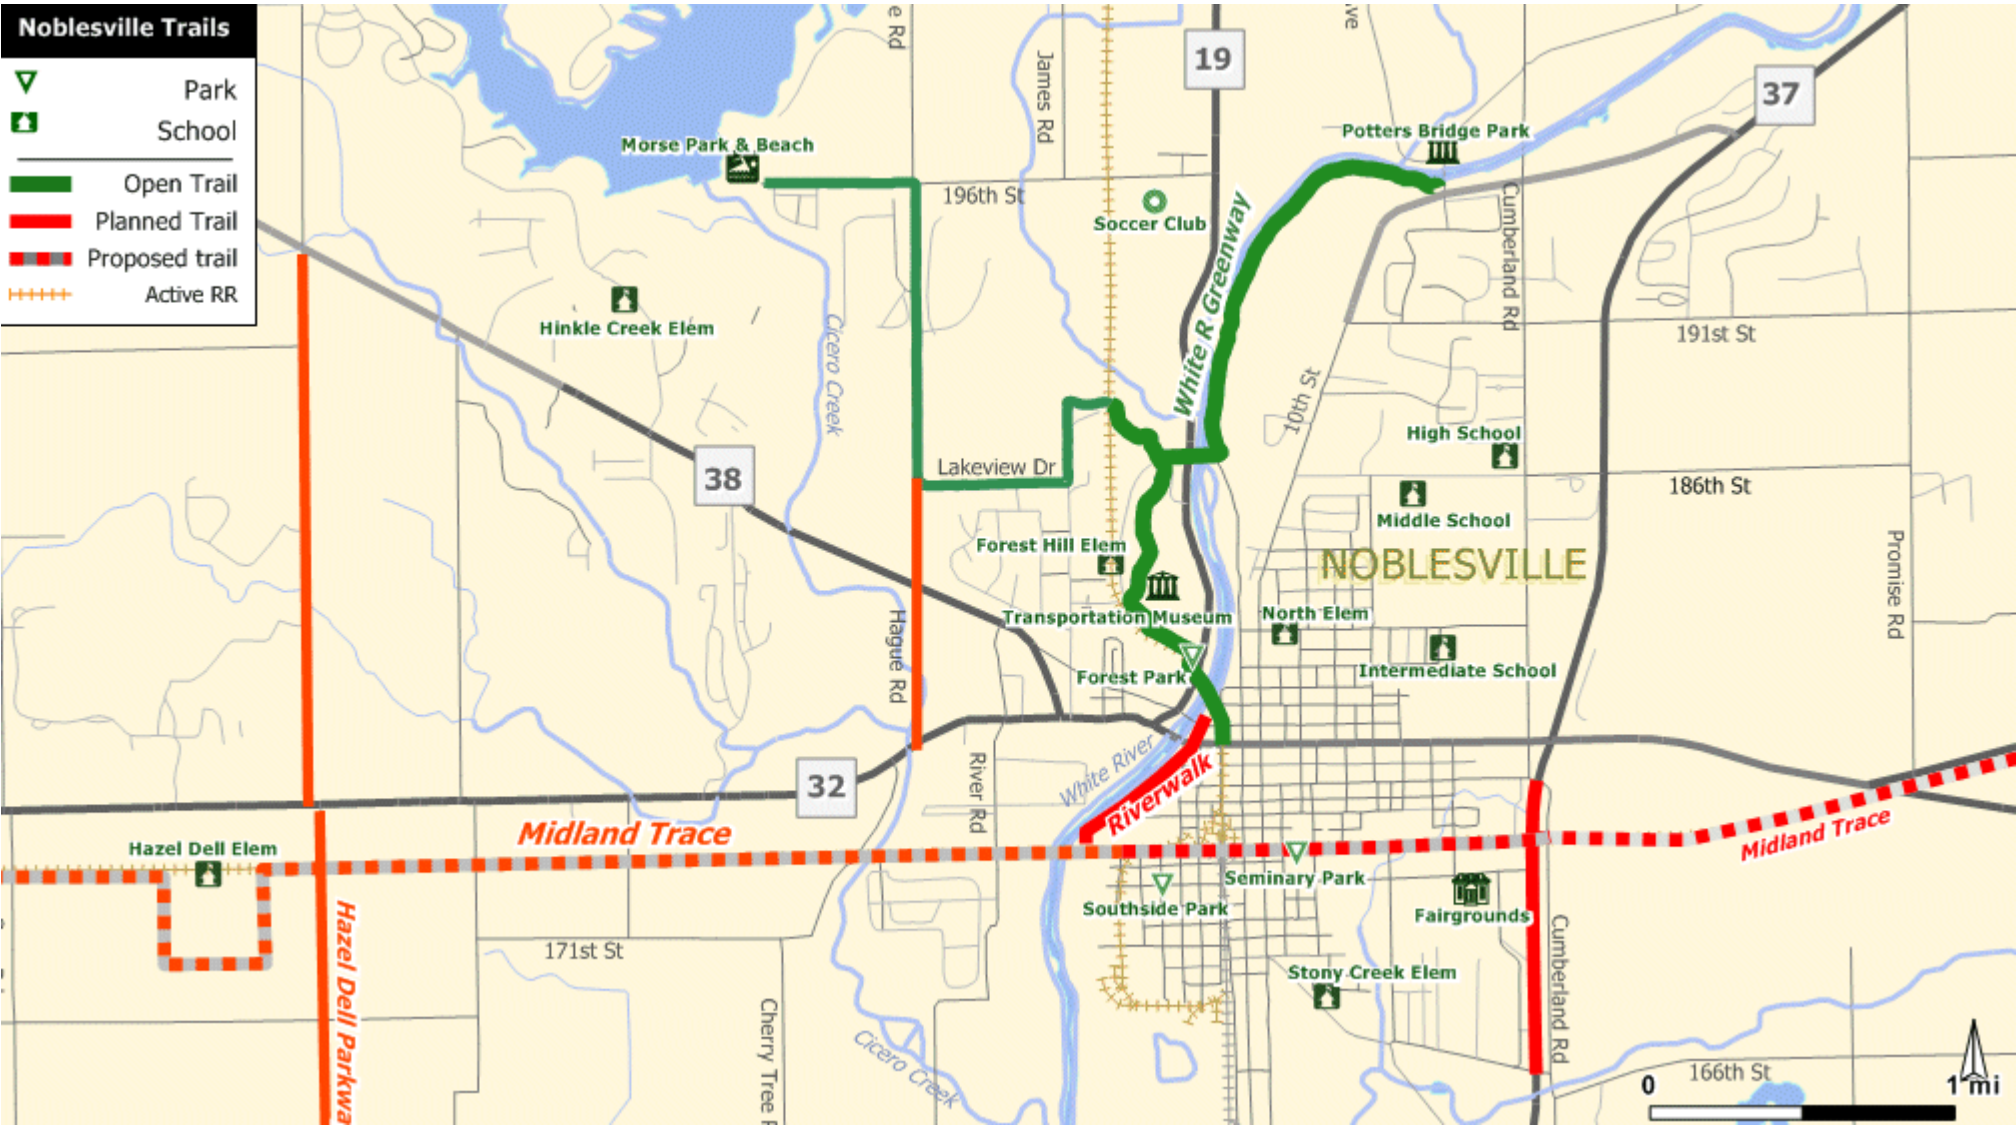 Noblesville Trails
Park
School
Open Trail
Planned Trail
Proposed trail
Active RR
e Rd
James Rd
19
ve
37
Morse Park & Beach
Potters Bridge Park
196th St
Soccer Club
White R Greenway
Cumberland Rd
Hinkle Creek Elem
Cicero Creek
191st St
10th St
High School
38
Lakeview Dr
186th St
Middle School
Forest Hill Elem
NOBLESVILLE
Promise Rd
Transportation Museum
North Elem
Hague Rd
Forest Park
Intermediate School
White River
River Rd
32
Riverwalk
Midland Trace
Midland Trace
Hazel Dell Elem
Seminary Park
Southside Park
Fairgrounds
Hazel Dell Parkwa
171st St
Stony Creek Elem
Cumberland Rd
Cherry Tree F
Cicero Creek
166th St
0
1 mi